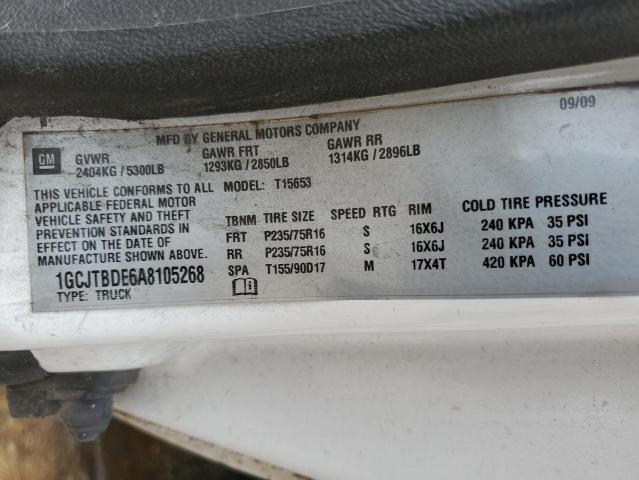 09/09
MFD BY GENERAL MOTORS COMPANY
GM
GVWR GAWR FRT GAWR RR
2404KG / 5300LB 1293KG / 2850LB 1314KG / 2896LB
THIS VEHICLE CONFORMS TO ALL MODEL: T15653
APPLICABLE FEDERAL MOTOR
VEHICLE SAFETY AND THEFT
PREVENTION STANDARDS IN
EFFECT ON THE DATE OF
MANUFACTURE SHOWN ABOVE.
1GCJTBDE6A8105268
TYPE: TRUCK
TBNM TIRE SIZE SPEED RTG RIM COLD TIRE PRESSURE
FRT P235/75R16 S 16X6J 240 KPA 35 PSI
RR P235/75R16 S 16X6J 240 KPA 35 PSI
SPA T155/90D17 M 17X4T 420 KPA 60 PSI